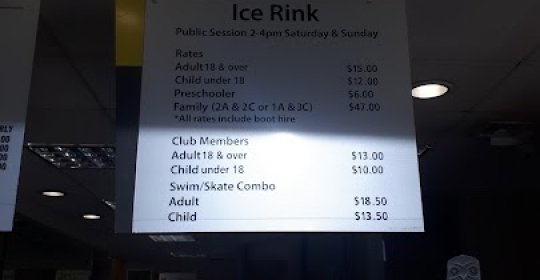 Ice Rink
Public Session 2-4pm Saturday & Sunday
Rates
Adult 18 & over $15.00
Child under 18 $12.00
Preschooler $6.00
Family (2A & 2C or 1A & 3C) $47.00
*All rates include boot hire
Club Members
Adult 18 & over $13.00
Child under 18 $10.00
Swim/Skate Combo
Adult $18.50
Child $13.50